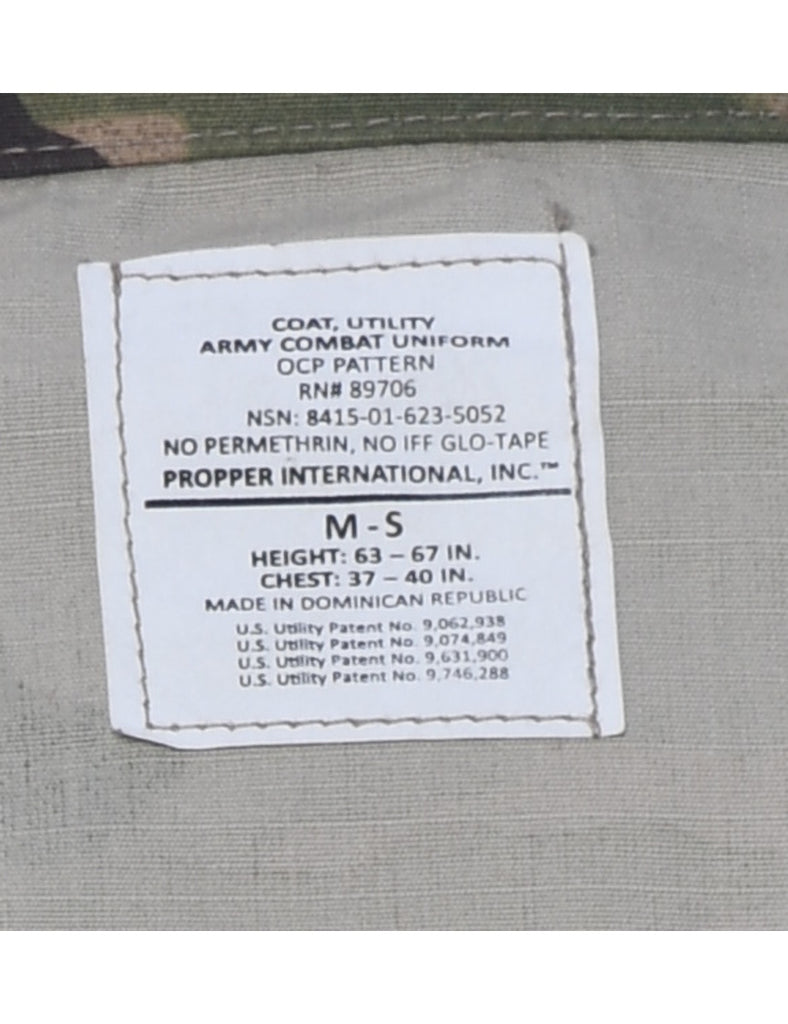 COAT, UTILITY
ARMY COMBAT UNIFORM
OCP PATTERN
RN# 89706
NSN: 8415-01-623-5052
NO PERMETHRIN, NO IFF GLO-TAPE
PROPPER INTERNATIONAL, INC.™
M - S
HEIGHT: 63 – 67 IN.
CHEST: 37 – 40 IN.
MADE IN DOMINICAN REPUBLIC
U.S. Utility Patent No. 9,062,938
U.S. Utility Patent No. 9,074,849
U.S. Utility Patent No. 9,631,900
U.S. Utility Patent No. 9,746,288